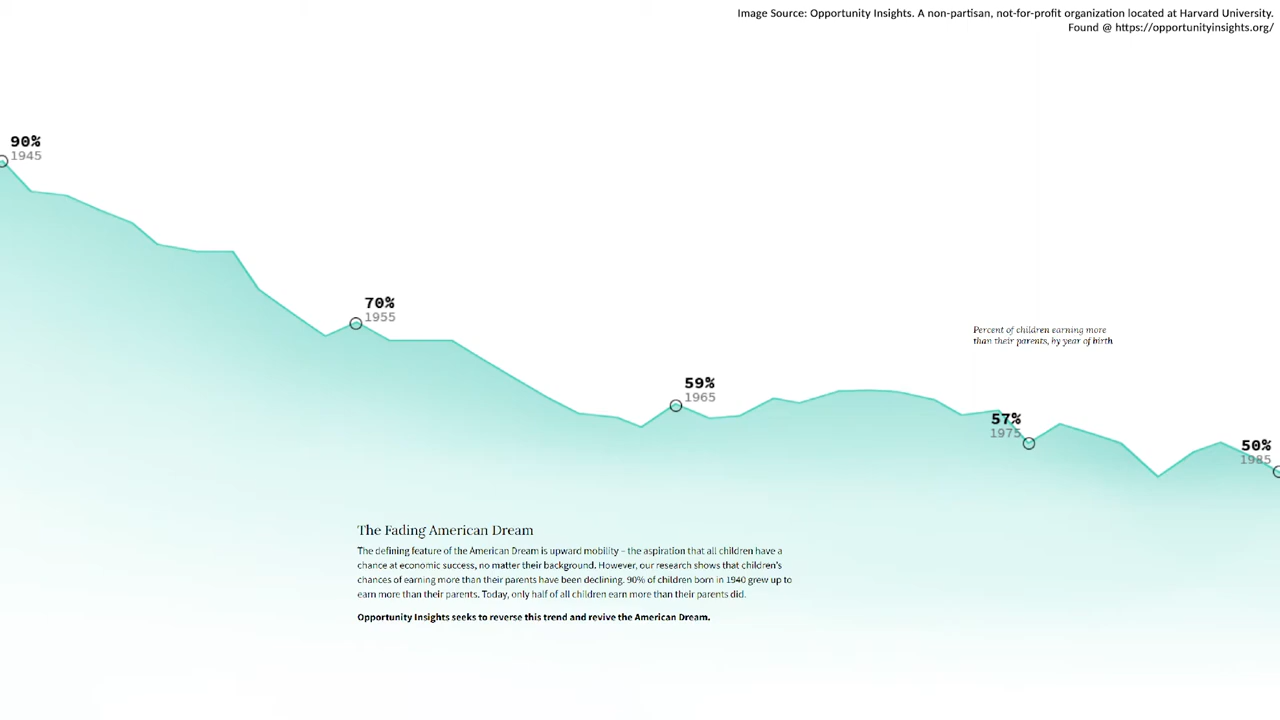 Image Source: Opportunity Insights. A non-partisan, not-for-profit organization located at Harvard University.
Found @ https://opportunityinsights.org/
90%
1945
70%
1955
Percent of children earning more
than their parents, by year of birth
59%
1965
57%
1975
50%
1985
The Fading American Dream
The defining feature of the American Dream is upward mobility – the aspiration that all children have a
chance at economic success, no matter their background. However, our research shows that children's
chances of earning more than their parents have been declining. 90% of children born in 1940 grew up to
earn more than their parents. Today, only half of all children earn more than their parents did.
Opportunity Insights seeks to reverse this trend and revive the American Dream.